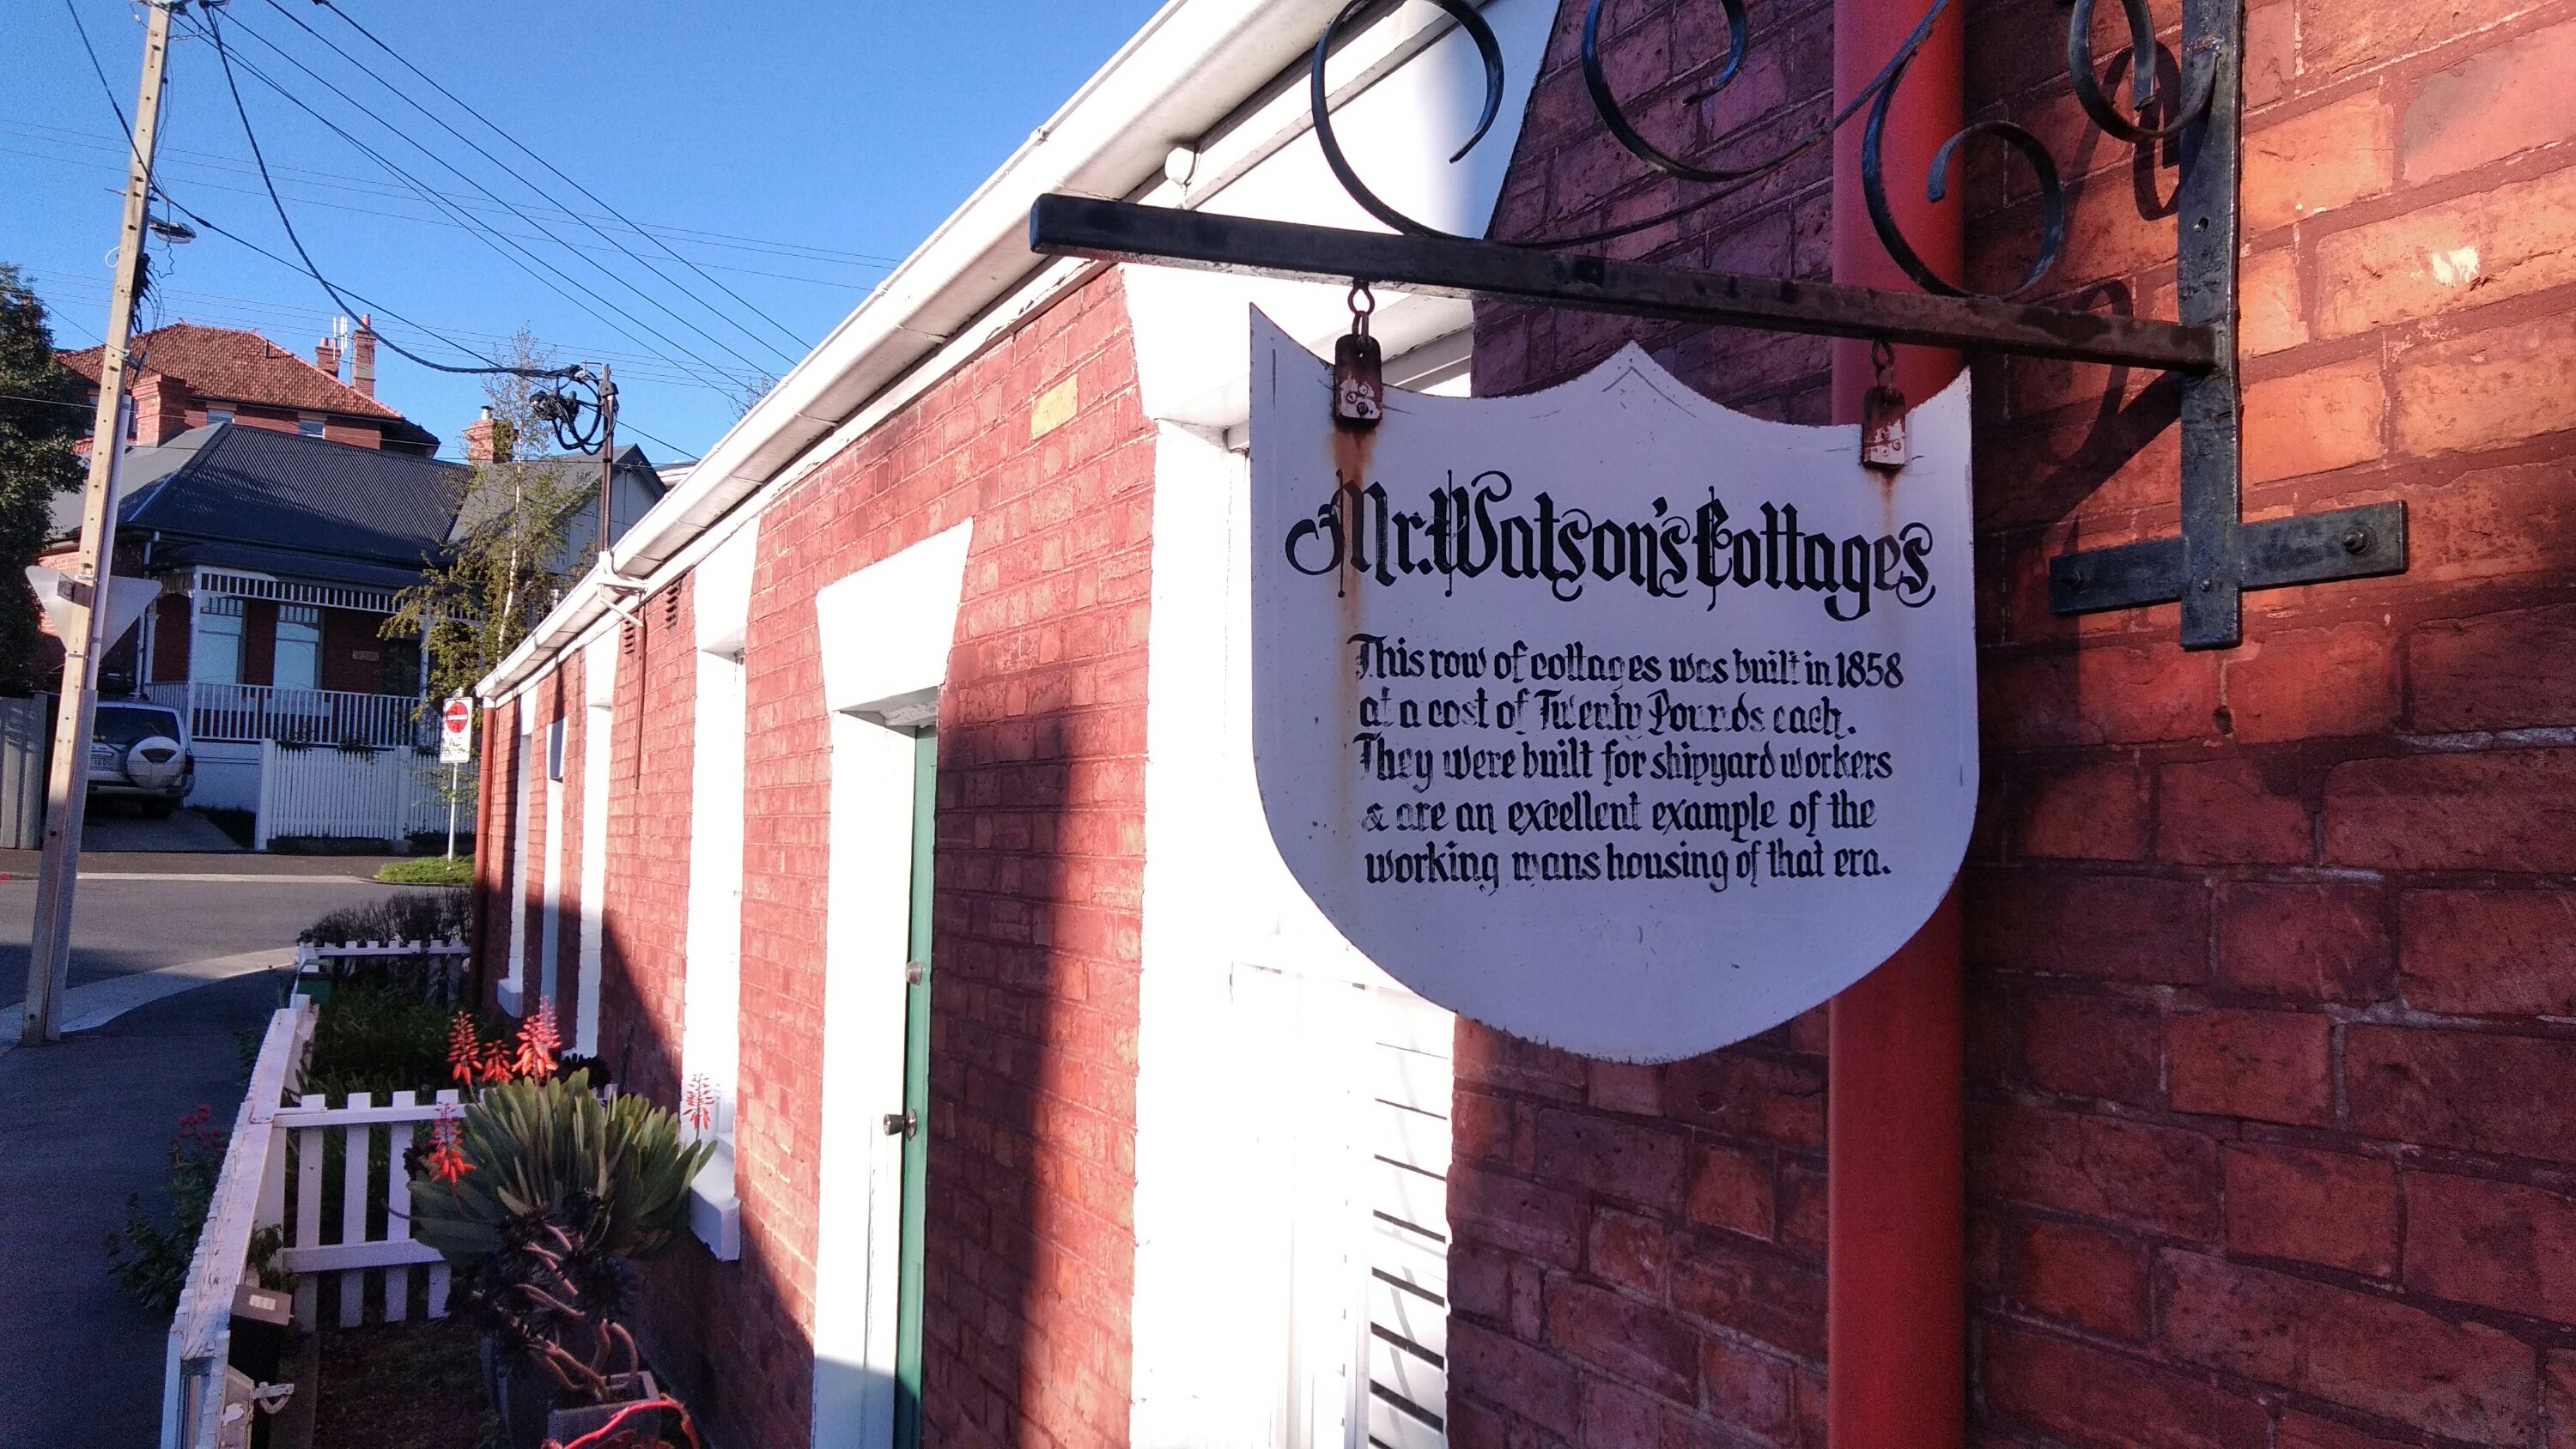 Mr. Watson's Cottages
This row of cottages was built in 1858
at a cost of Twenty Pounds each.
They were built for shipyard workers
& are an excellent example of the
working mans housing of that era.